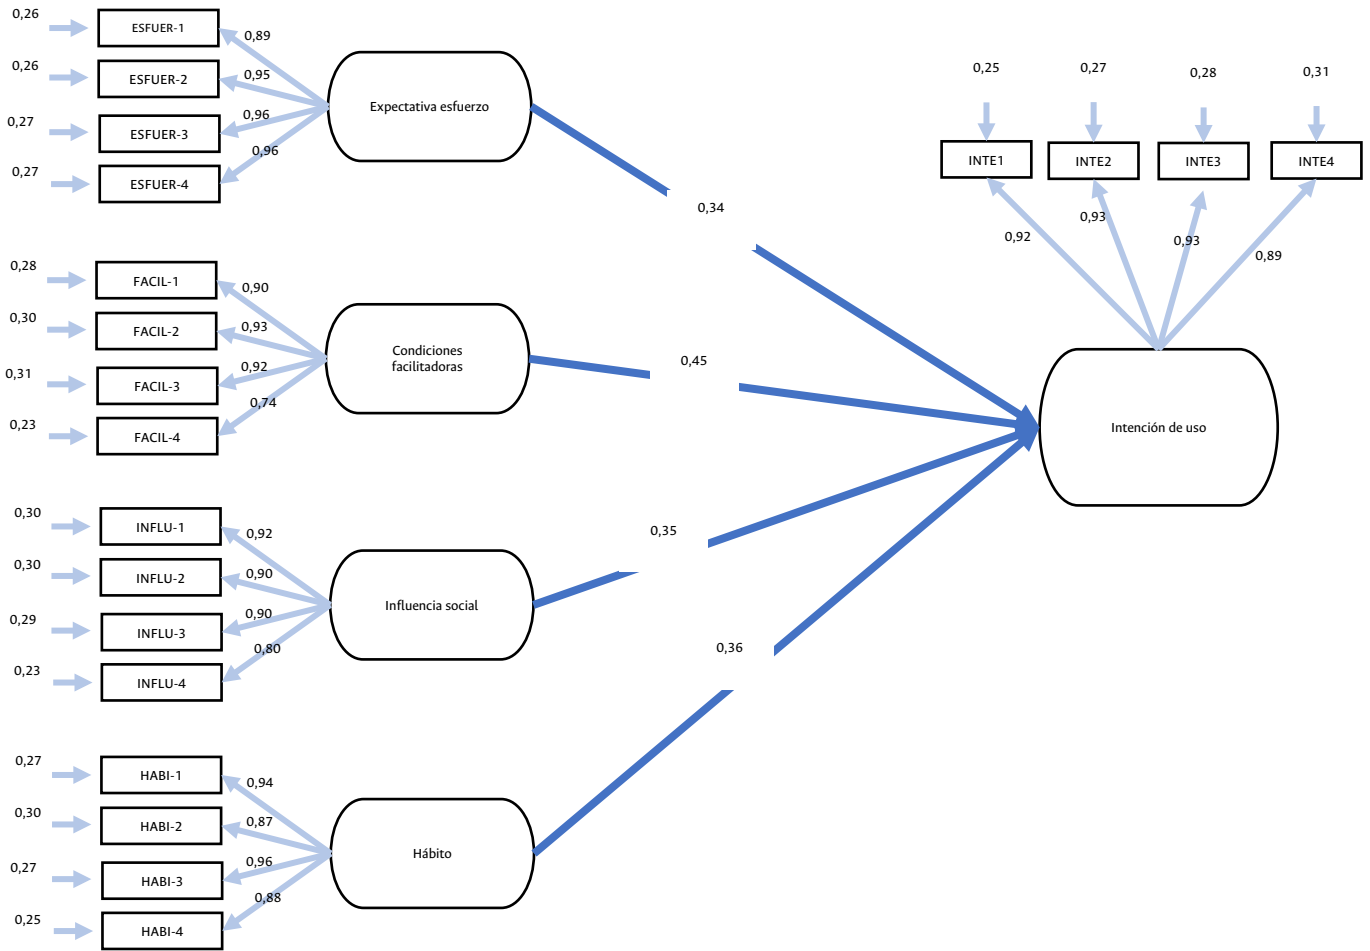 0,26
ESFUER-1
0,89
0,26
ESFUER-2
0,95
0,27
ESFUER-3
0,96
0,27
ESFUER-4
0,96
Expectativa esfuerzo
0,34
0,28
FACIL-1
0,90
0,30
FACIL-2
0,93
0,31
FACIL-3
0,92
0,23
FACIL-4
0,74
Condiciones
facilitadoras
0,45
0,30
INFLU-1
0,92
0,30
INFLU-2
0,90
0,29
INFLU-3
0,90
0,23
INFLU-4
0,80
Influencia social
0,35
0,27
HABI-1
0,94
0,30
HABI-2
0,87
0,27
HABI-3
0,96
0,25
HABI-4
0,88
Hábito
0,36
0,25
0,27
0,28
0,31
INTE1
INTE2
INTE3
INTE4
0,92
0,93
0,93
0,89
Intención de uso